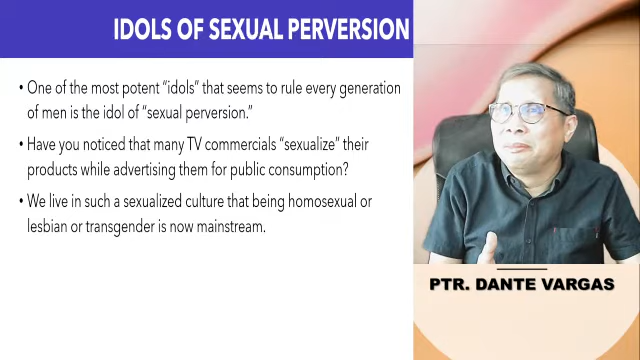 IDOLS OF SEXUAL PERVERSION
• One of the most potent “idols” that seems to rule every generation
of men is the idol of “sexual perversion.”
• Have you noticed that many TV commercials “sexualize” their
products while advertising them for public consumption?
• We live in such a sexualized culture that being homosexual or
lesbian or transgender is now mainstream.
PTR. DANTE VARGAS